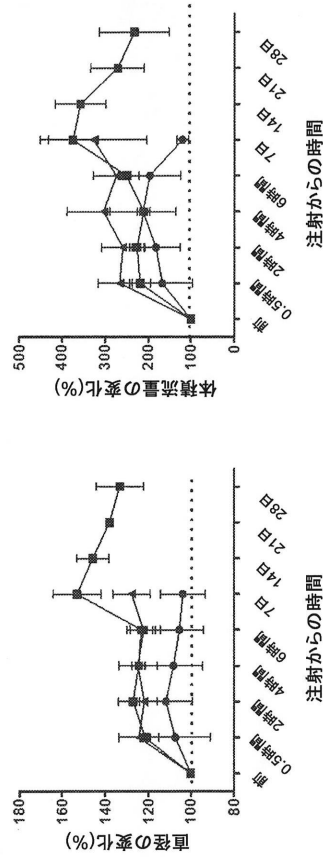 180
160
140
120
100
80
直径の変化(%)
前
0.5時間
2時間
4時間
6時間
7日
14日
21日
28日
注射からの時間
500
400
300
200
100
0
体積流量の変化(%)
前
0.5時間
2時間
4時間
6時間
7日
14日
21日
28日
注射からの時間